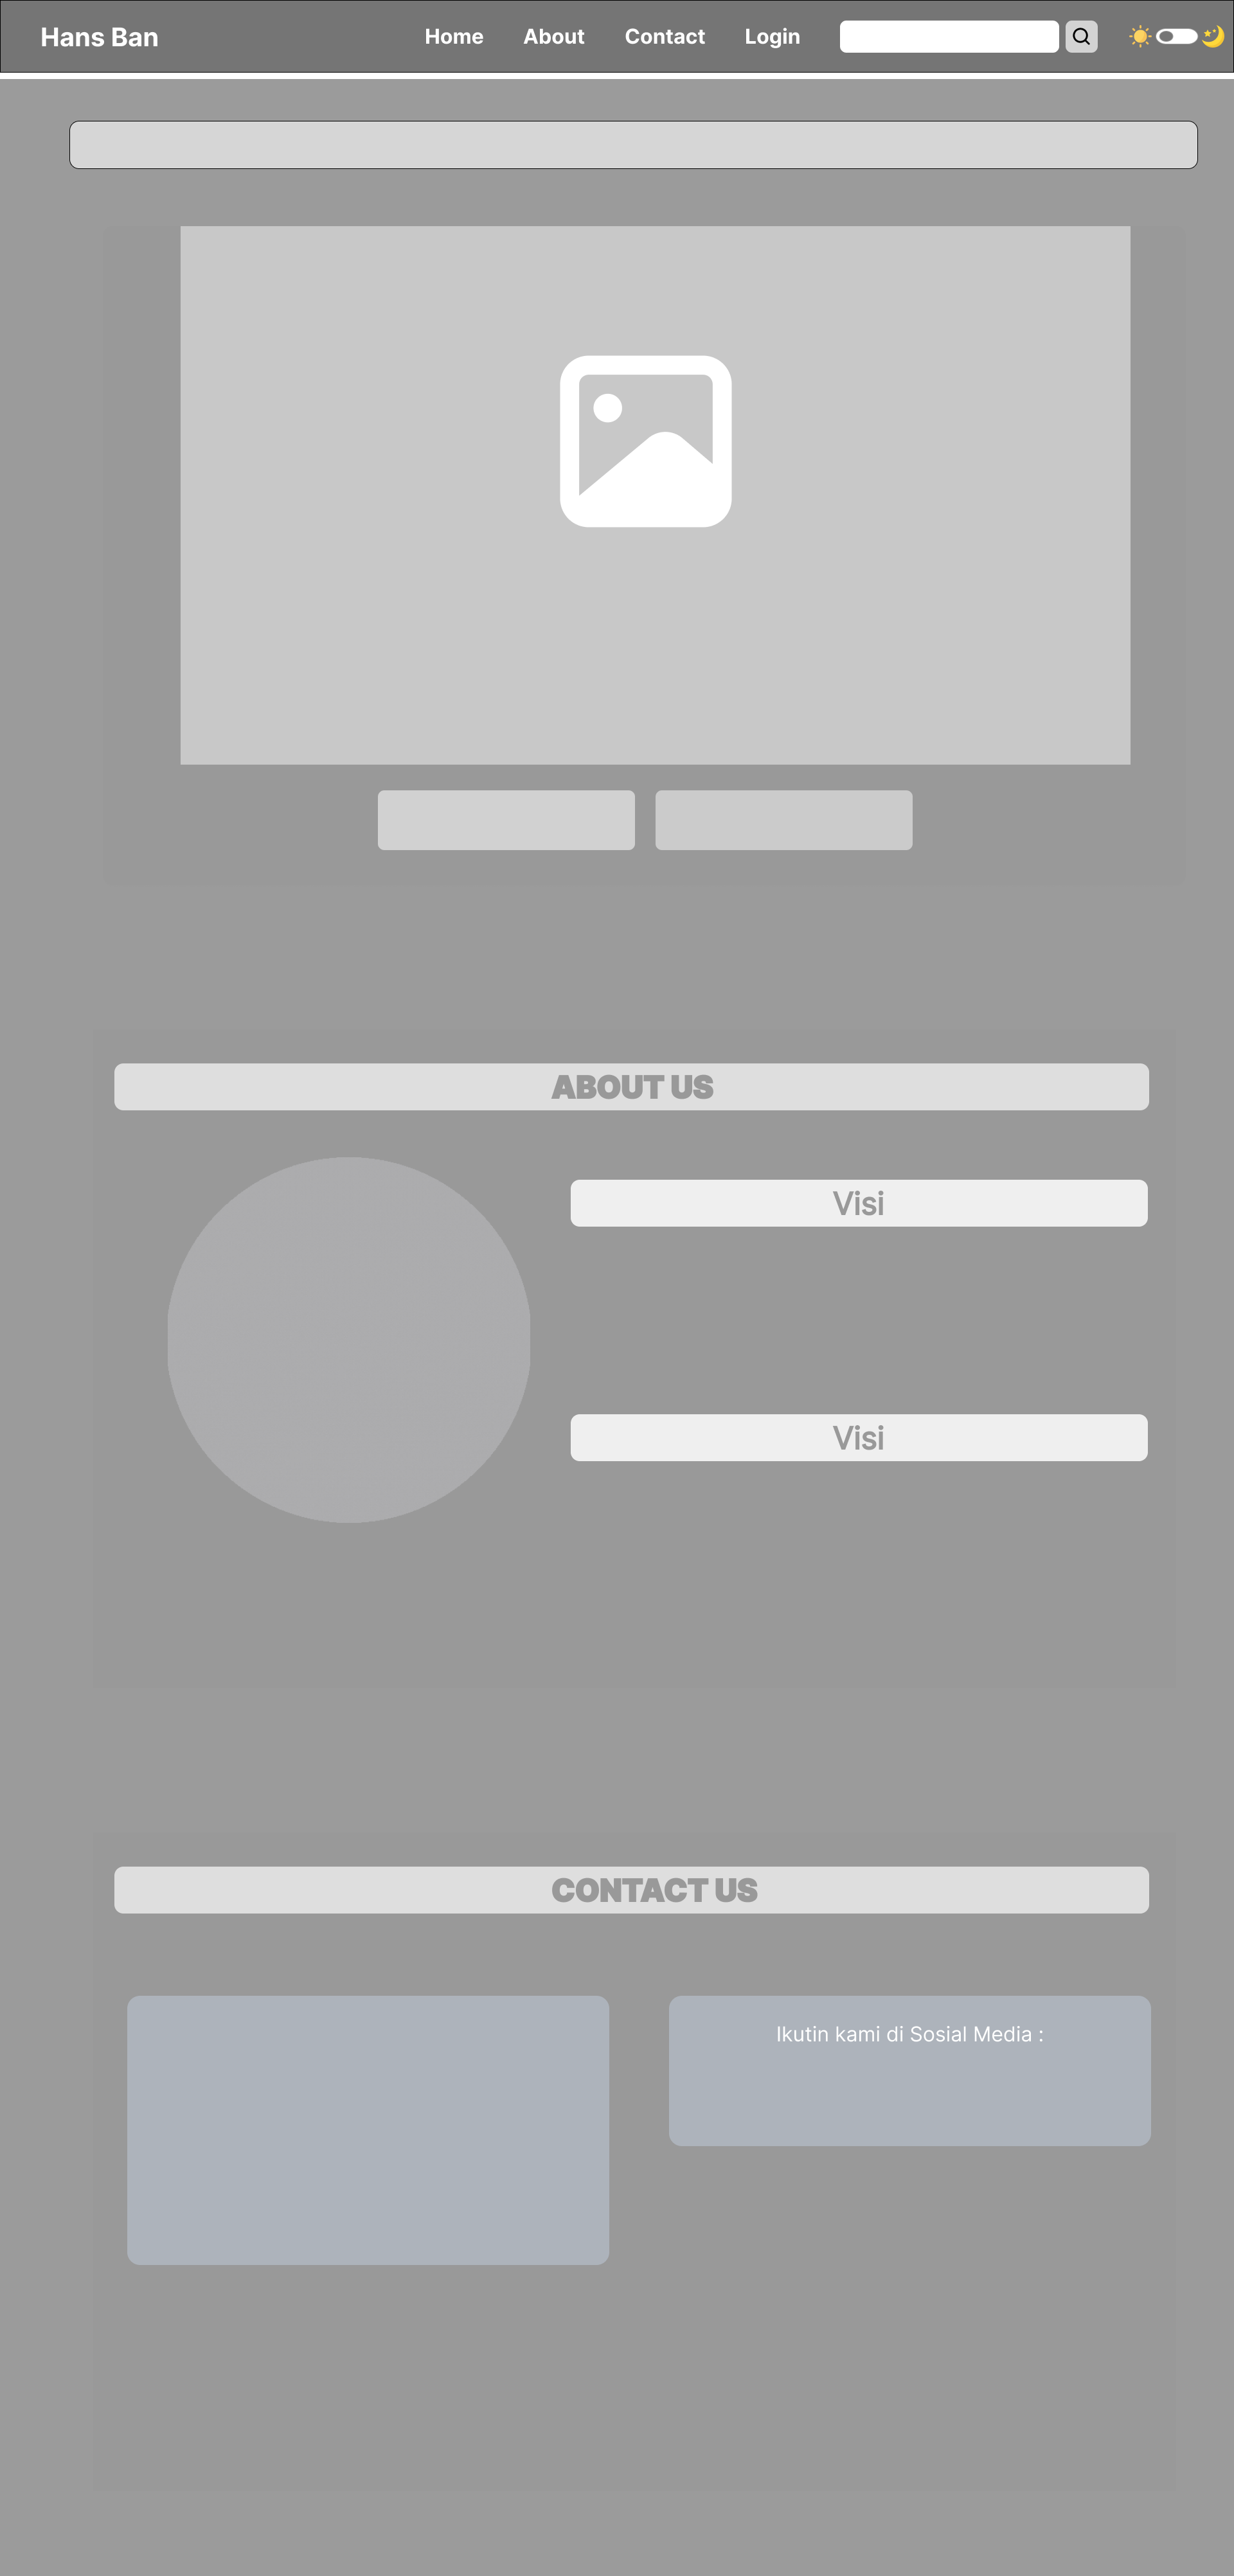 Hans Ban
Home About Contact Login
ABOUT US
Visi
Visi
CONTACT US
Ikutin kami di Sosial Media :